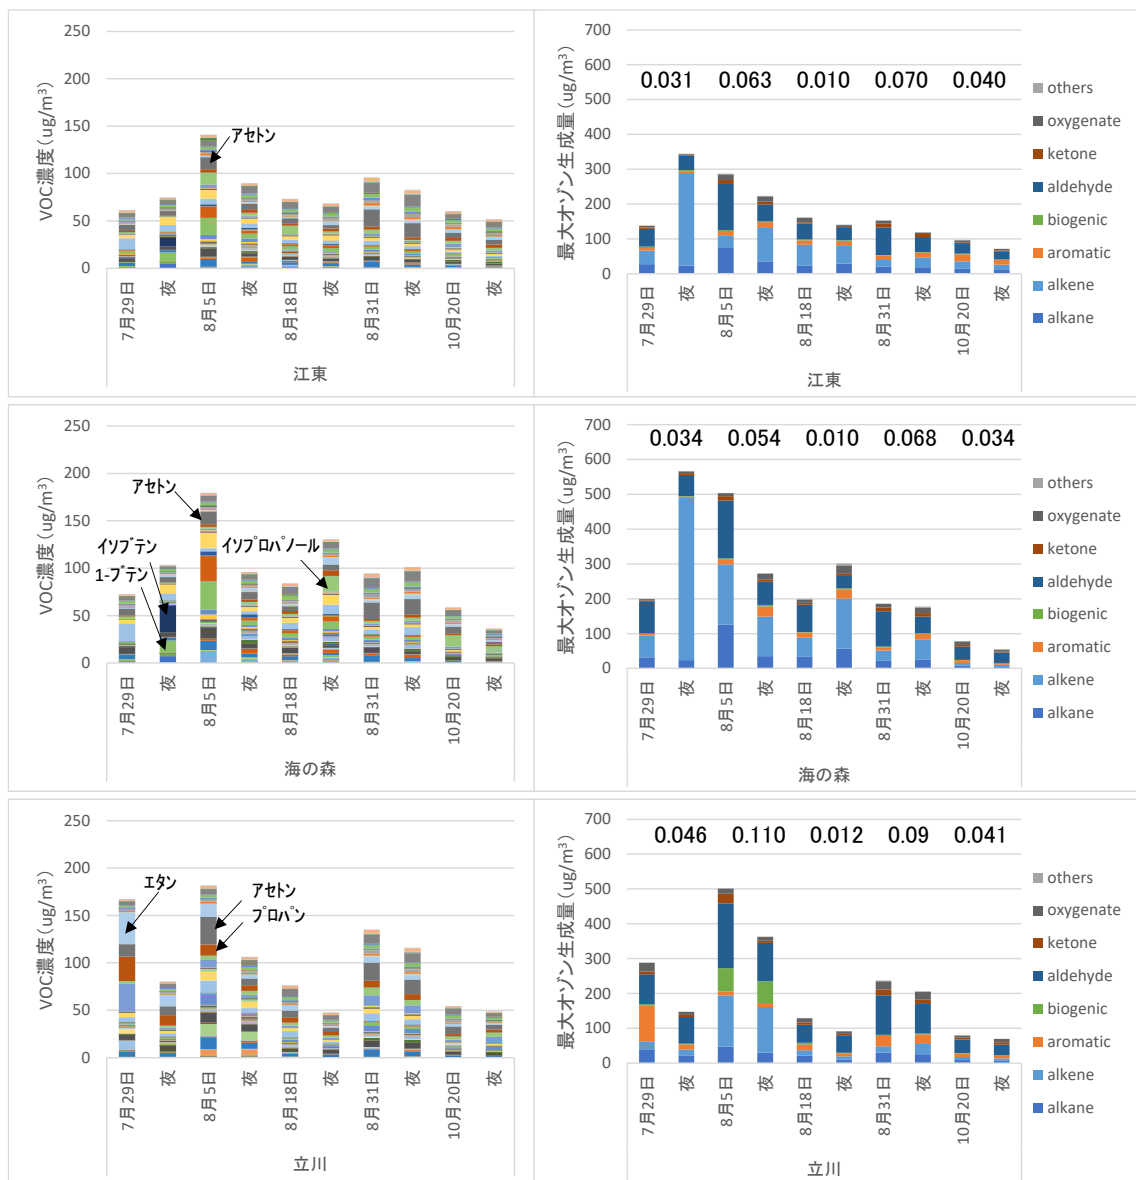 250
200
150
100
50
0
VOC濃度(ug/m³)
アセトン
7月29日
夜
8月5日
夜
8月18日
夜
8月31日
夜
10月20日
夜
江東
700
600
500
400
300
200
100
0
最大オゾン生成量(ug/m³)
0.031 0.063 0.010 0.070 0.040
7月29日
夜
8月5日
夜
8月18日
夜
8月31日
夜
10月20日
夜
江東
others
oxygenate
ketone
aldehyde
biogenic
aromatic
alkene
alkane
250
200
150
100
50
0
VOC濃度(ug/m³)
アセトン
イソブテン
1-ブテン
イソプロパノール
7月29日
夜
8月5日
夜
8月18日
夜
8月31日
夜
10月20日
夜
海の森
700
600
500
400
300
200
100
0
最大オゾン生成量(ug/m³)
0.034 0.054 0.010 0.068 0.034
7月29日
夜
8月5日
夜
8月18日
夜
8月31日
夜
10月20日
夜
海の森
others
oxygenate
ketone
aldehyde
biogenic
aromatic
alkene
alkane
250
200
150
100
50
0
VOC濃度(ug/m³)
エタン
アセトン
プロパン
7月29日
夜
8月5日
夜
8月18日
夜
8月31日
夜
10月20日
夜
立川
700
600
500
400
300
200
100
0
最大オゾン生成量(ug/m³)
0.046 0.110 0.012 0.09 0.041
7月29日
夜
8月5日
夜
8月18日
夜
8月31日
夜
10月20日
夜
立川
others
oxygenate
ketone
aldehyde
biogenic
aromatic
alkene
alkane